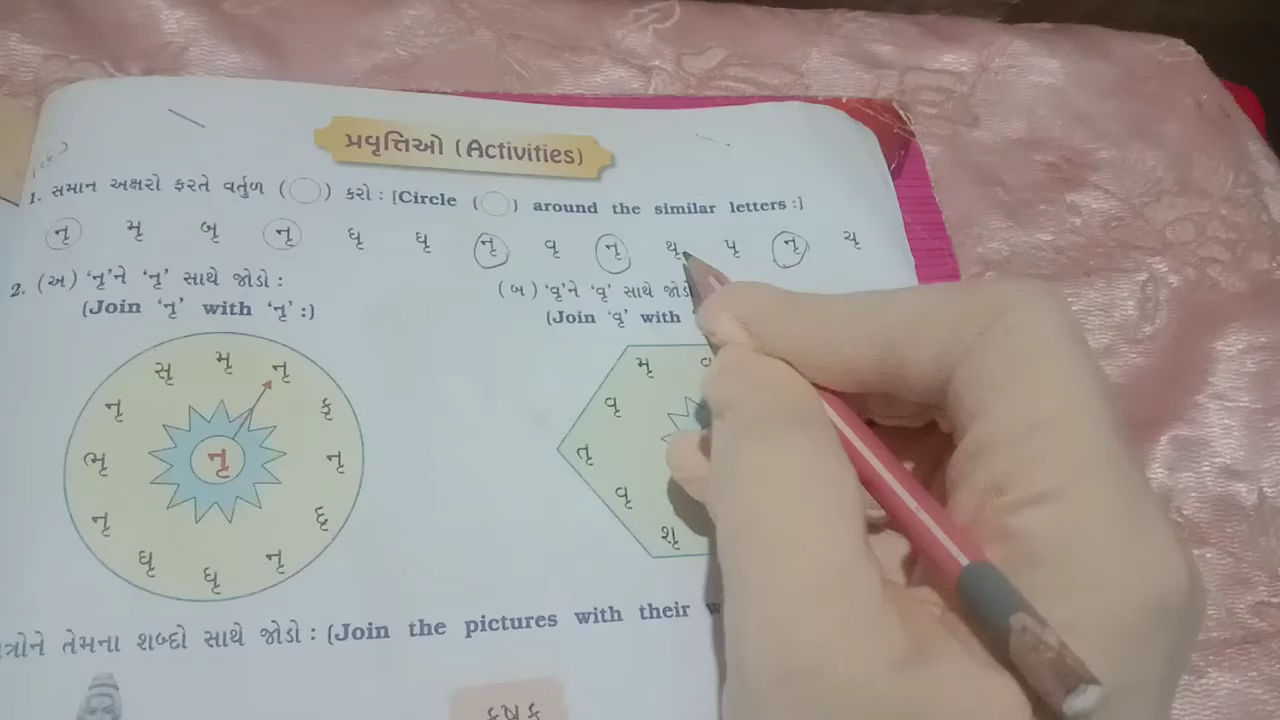 પ્રવૃત્તિઓ (Activities)
1. સમાન અક્ષરો ફરતે વર્તુળ ( ) કરો : [Circle ( ) around the similar letters :]
નૃ મૃ બૃ નૃ ધૃ ઘૃ નૃ વૃ નૃ થૃ પૃ નૃ ચૃ
2. (અ) ‘નૃ’ને ‘નૃ’ સાથે જોડો :
(Join ‘નૃ’ with ‘નૃ’ :)
(બ) ‘વૃ’ને ‘વૃ’ સાથે જોડો
(Join ‘વૃ’ with
સૃ મૃ નૃ
નૃ કૃ
ભૃ નૃ નૃ
નૃ દૃ
ઘૃ ધૃ નૃ
મૃ
વૃ
તૃ
વૃ
શૃ
તેમના શબ્દો સાથે જોડો : (Join the pictures with their
કૃષક